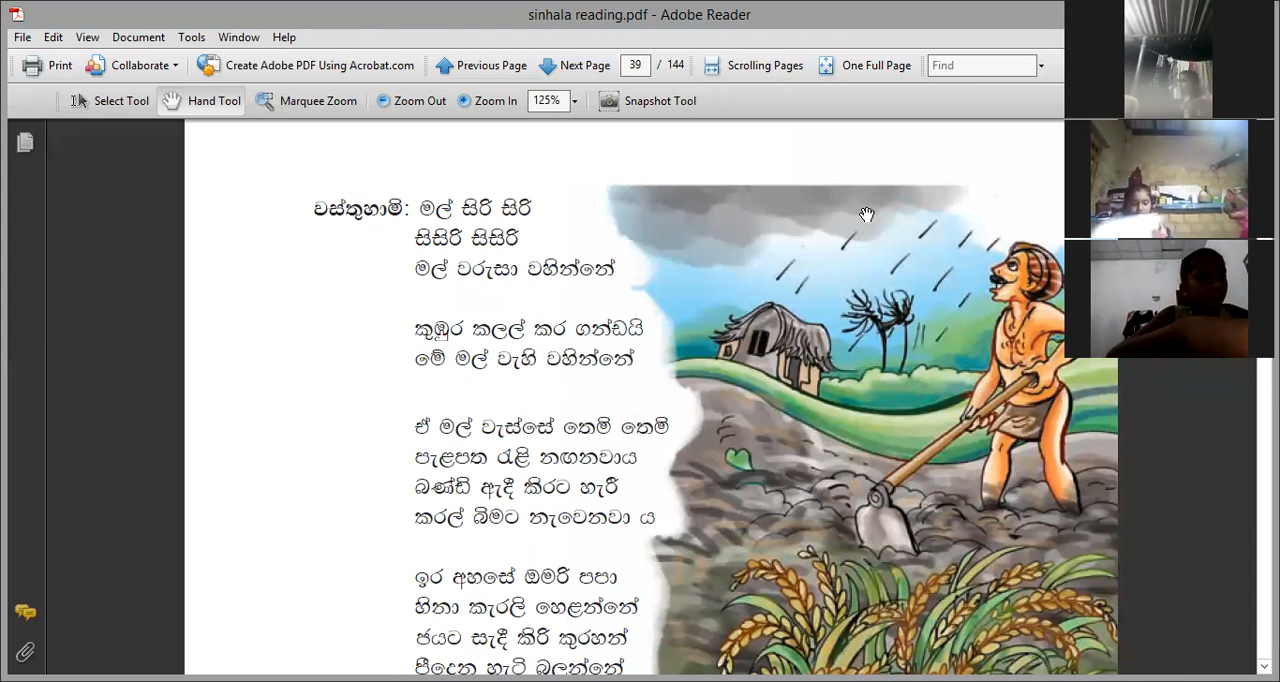 sinhala reading.pdf - Adobe Reader
File Edit View Document Tools Window Help
Print Collaborate Create Adobe PDF Using Acrobat.com Previous Page Next Page 39 / 144 Scrolling Pages One Full Page Find
Select Tool Hand Tool Marquee Zoom Zoom Out Zoom In 125% Snapshot Tool
වස්තුහාමි: මල් සිරි සිරි
සිසිරි සිසිරි
මල් වරුසා වහින්නේ
කුඹුර කලල් කර ගන්ඩයි
මේ මල් වැහි වහින්නේ
ඒ මල් වැස්සේ තෙමි තෙමි
පැළපත රැළි නඟනවාය
බණ්ඩි ඇදී කිරට හැරී
කරල් බිමට නැවෙනවා ය
ඉර අහසේ ඔමරි පපා
හිනා කැරලි හෙළන්නේ
ජයට සැදී කිරි කුරහන්
පීදෙන හැටි බලන්නේ